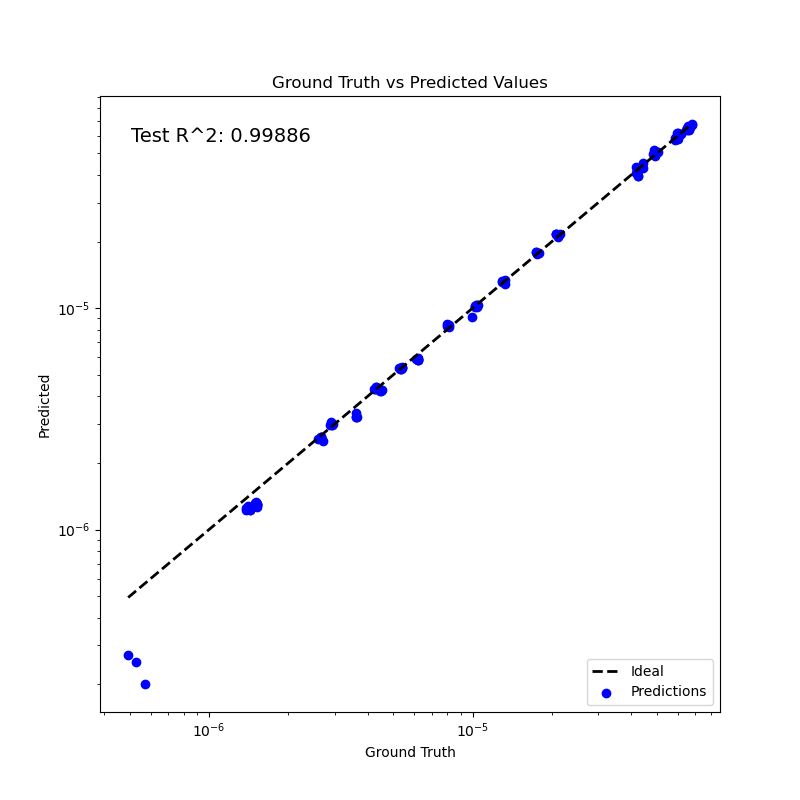 Ground Truth vs Predicted Values
Test R^2: 0.99886
10⁻⁵
10⁻⁶
Predicted
Ideal
Predictions
10⁻⁶ 10⁻⁵
Ground Truth